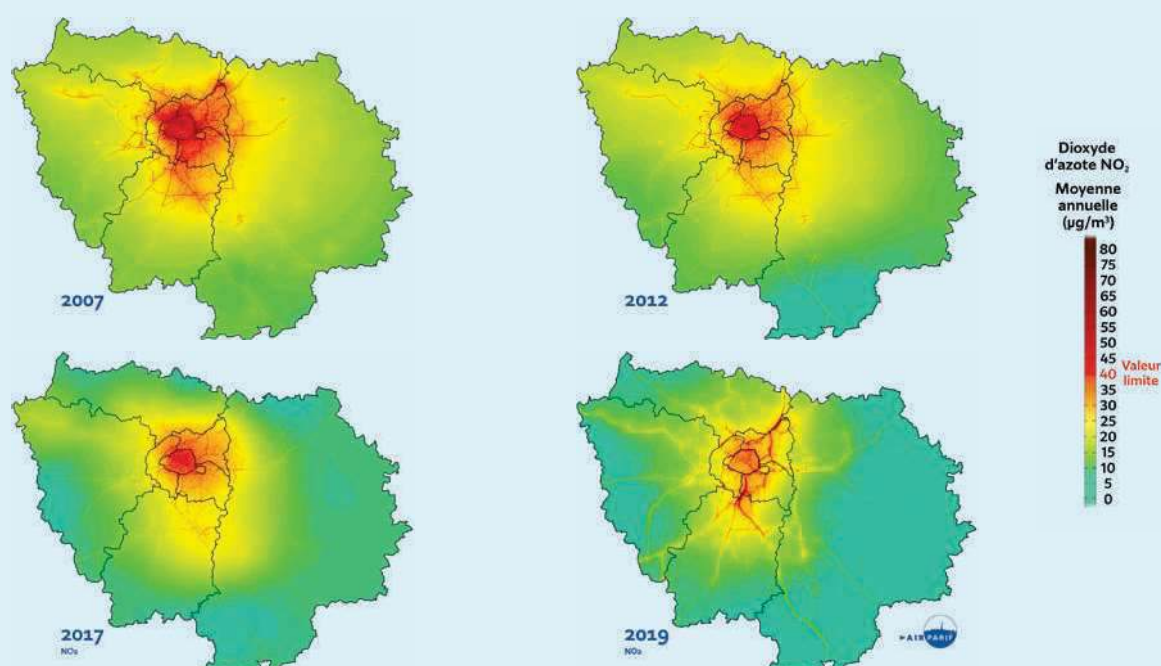 2007
2012
Dioxyde
d'azote NO₂
Moyenne
annuelle
(µg/m³)
80
75
70
65
60
55
50
45
40 Valeur
limite
35
30
25
20
15
10
5
0
2017
NO₂
2019
NO₂
AIRPARIF